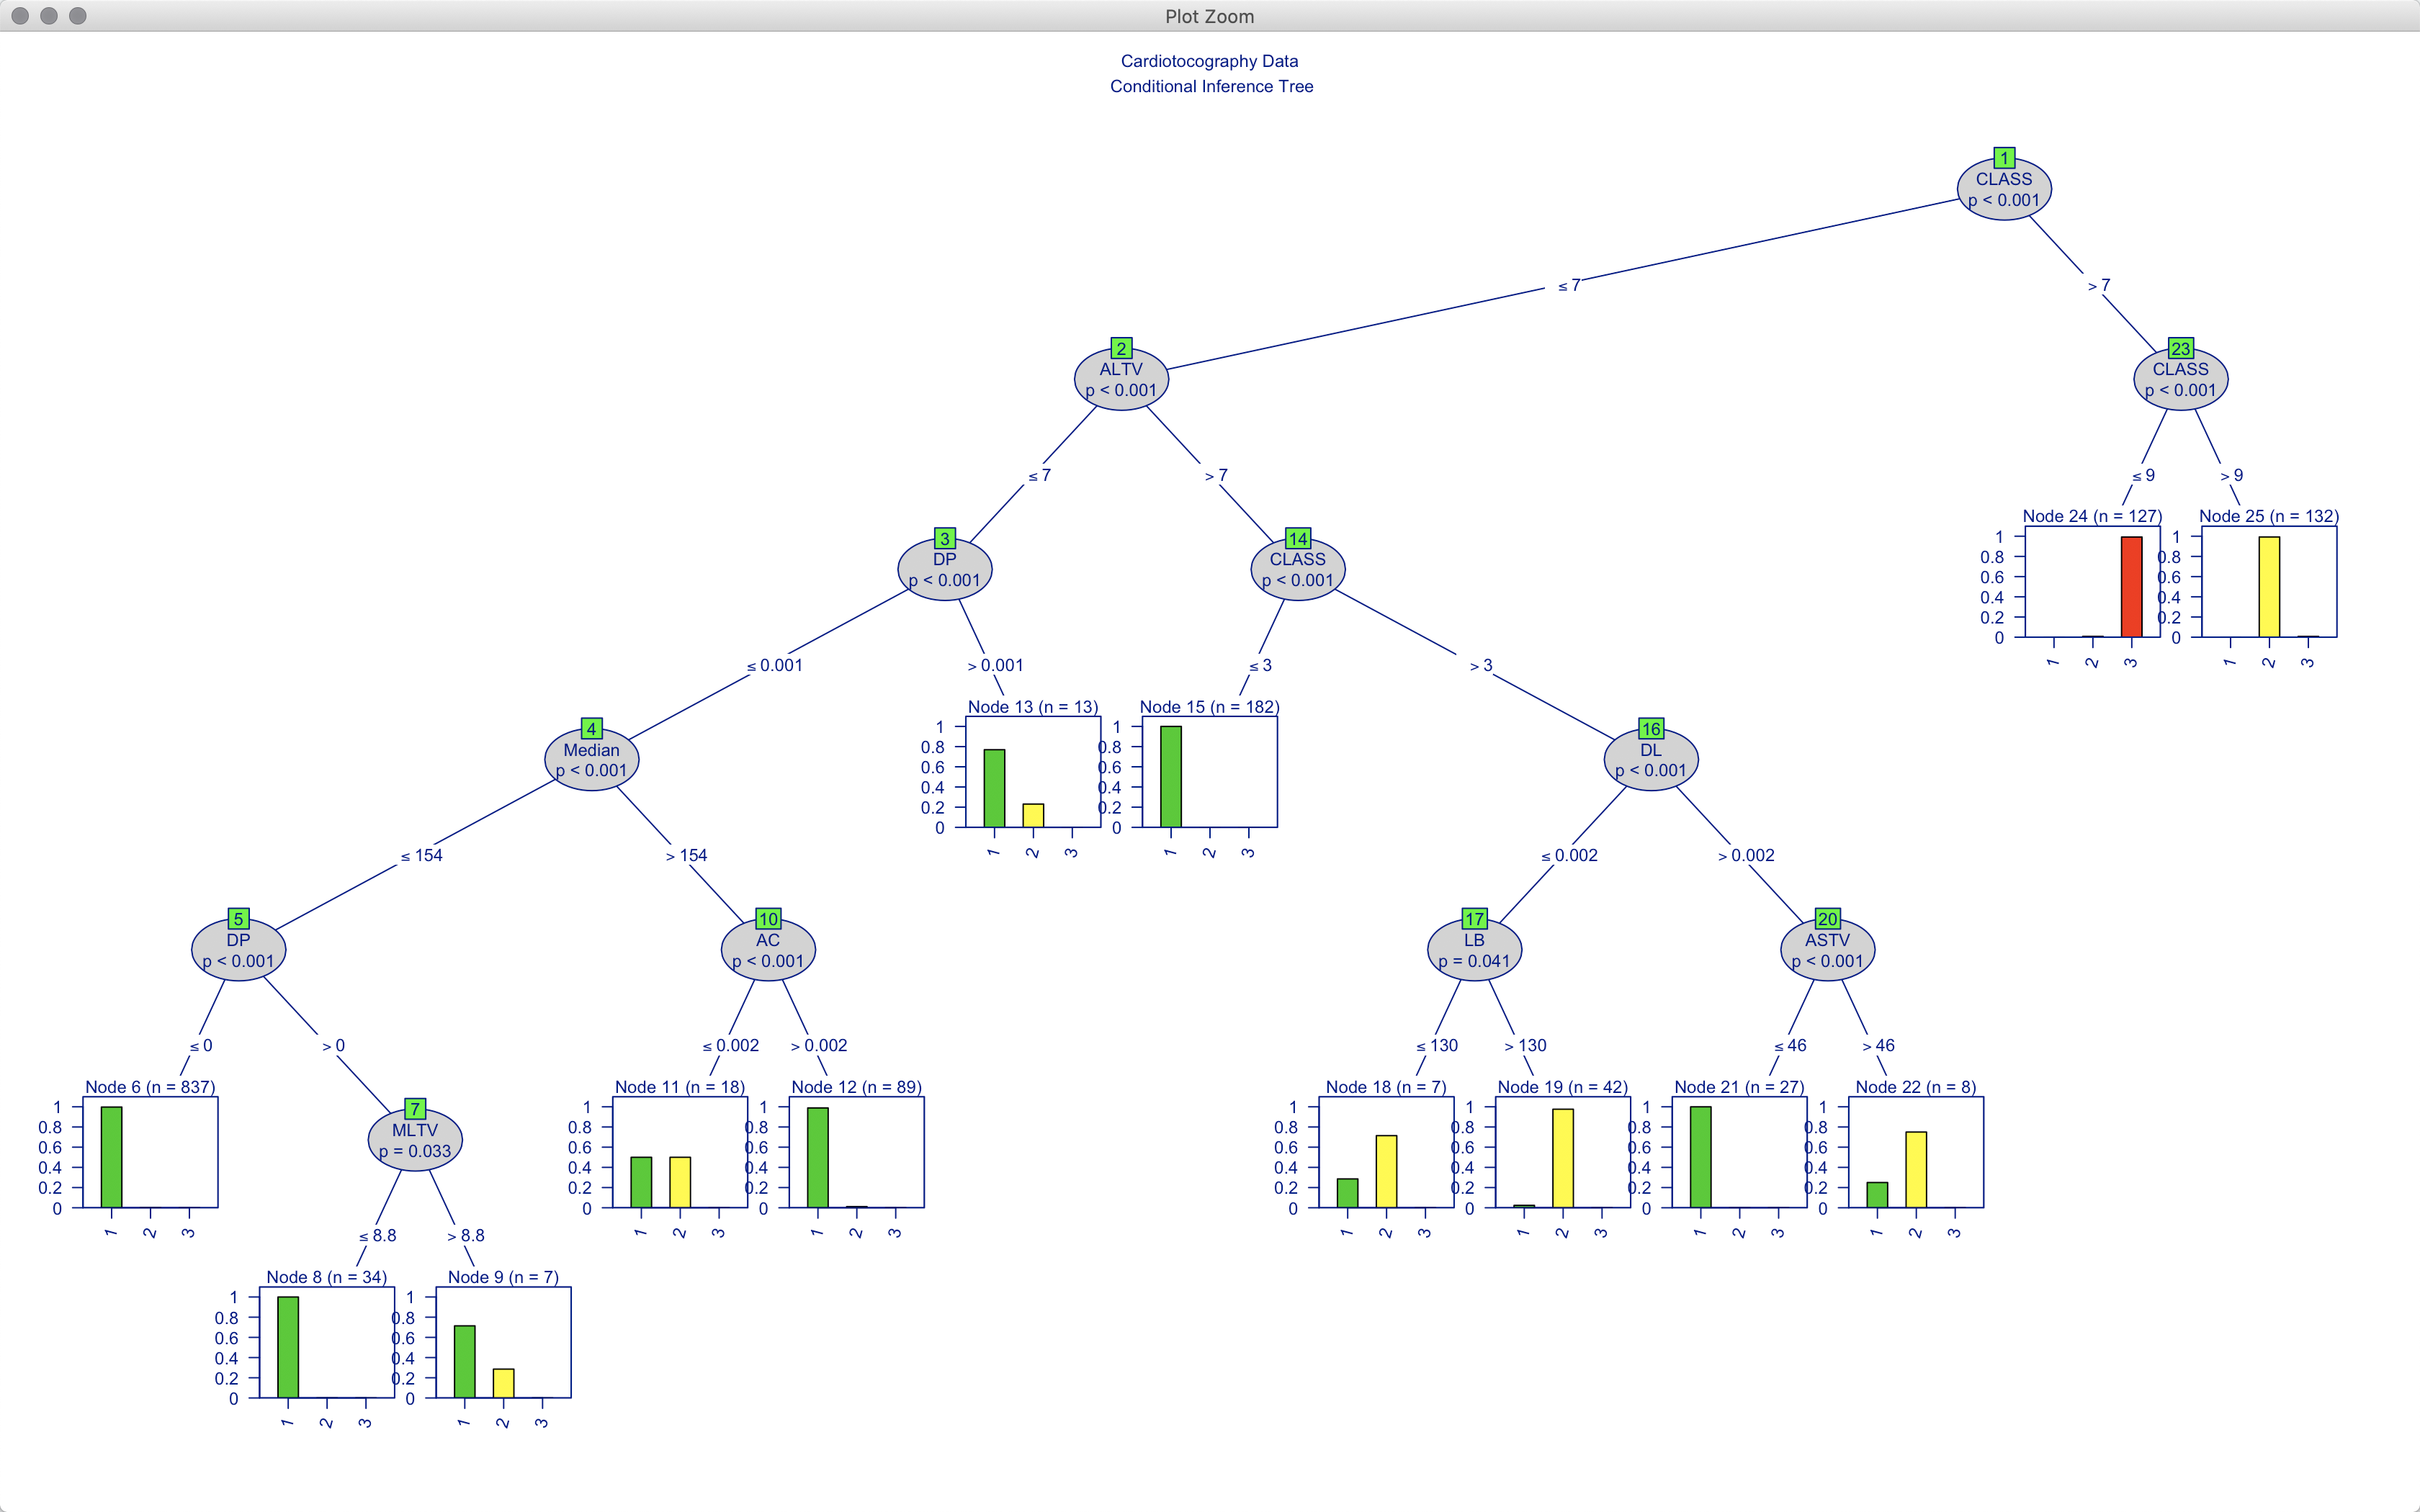 Plot Zoom
Cardiotocography Data
Conditional Inference Tree
1
CLASS
p < 0.001
≤ 7
> 7
2
ALTV
p < 0.001
23
CLASS
p < 0.001
≤ 7
> 7
≤ 9
> 9
3
DP
p < 0.001
14
CLASS
p < 0.001
Node 24 (n = 127)
1
0.8
0.6
0.4
0.2
0
1 2 3
Node 25 (n = 132)
1
0.8
0.6
0.4
0.2
0
1 2 3
≤ 0.001
> 0.001
≤ 3
> 3
4
Median
p < 0.001
Node 13 (n = 13)
1
0.8
0.6
0.4
0.2
0
1 2 3
Node 15 (n = 182)
1
0.8
0.6
0.4
0.2
0
1 2 3
16
DL
p < 0.001
≤ 154
> 154
≤ 0.002
> 0.002
5
DP
p < 0.001
10
AC
p < 0.001
17
LB
p = 0.041
20
ASTV
p < 0.001
≤ 0
> 0
≤ 0.002
> 0.002
≤ 130
> 130
≤ 46
> 46
Node 6 (n = 837)
1
0.8
0.6
0.4
0.2
0
1 2 3
7
MLTV
p = 0.033
Node 11 (n = 18)
1
0.8
0.6
0.4
0.2
0
1 2 3
Node 12 (n = 89)
1
0.8
0.6
0.4
0.2
0
1 2 3
Node 18 (n = 7)
1
0.8
0.6
0.4
0.2
0
1 2 3
Node 19 (n = 42)
1
0.8
0.6
0.4
0.2
0
1 2 3
Node 21 (n = 27)
1
0.8
0.6
0.4
0.2
0
1 2 3
Node 22 (n = 8)
1
0.8
0.6
0.4
0.2
0
1 2 3
≤ 8.8
> 8.8
Node 8 (n = 34)
1
0.8
0.6
0.4
0.2
0
1 2 3
Node 9 (n = 7)
1
0.8
0.6
0.4
0.2
0
1 2 3